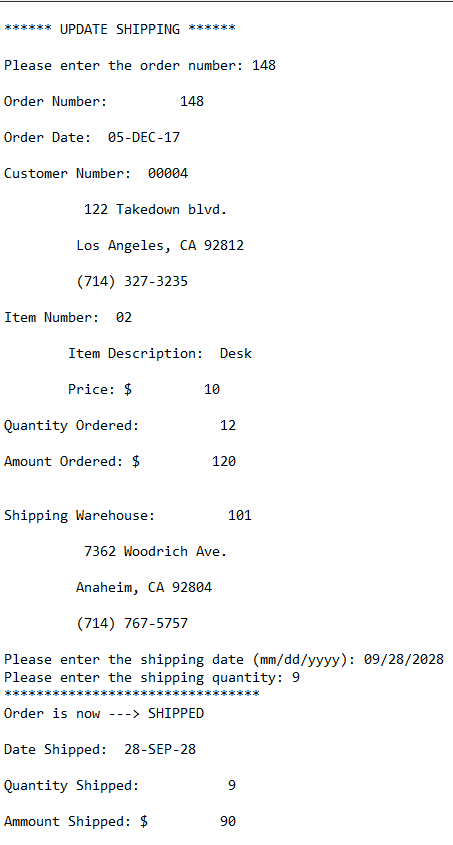 ****** UPDATE SHIPPING ******
Please enter the order number: 148
Order Number: 148
Order Date: 05-DEC-17
Customer Number: 00004
122 Takedown blvd.
Los Angeles, CA 92812
(714) 327-3235
Item Number: 02
Item Description: Desk
Price: $ 10
Quantity Ordered: 12
Amount Ordered: $ 120
Shipping Warehouse: 101
7362 Woodrich Ave.
Anaheim, CA 92804
(714) 767-5757
Please enter the shipping date (mm/dd/yyyy): 09/28/2028
Please enter the shipping quantity: 9
********************************
Order is now ---> SHIPPED
Date Shipped: 28-SEP-28
Quantity Shipped: 9
Ammount Shipped: $ 90